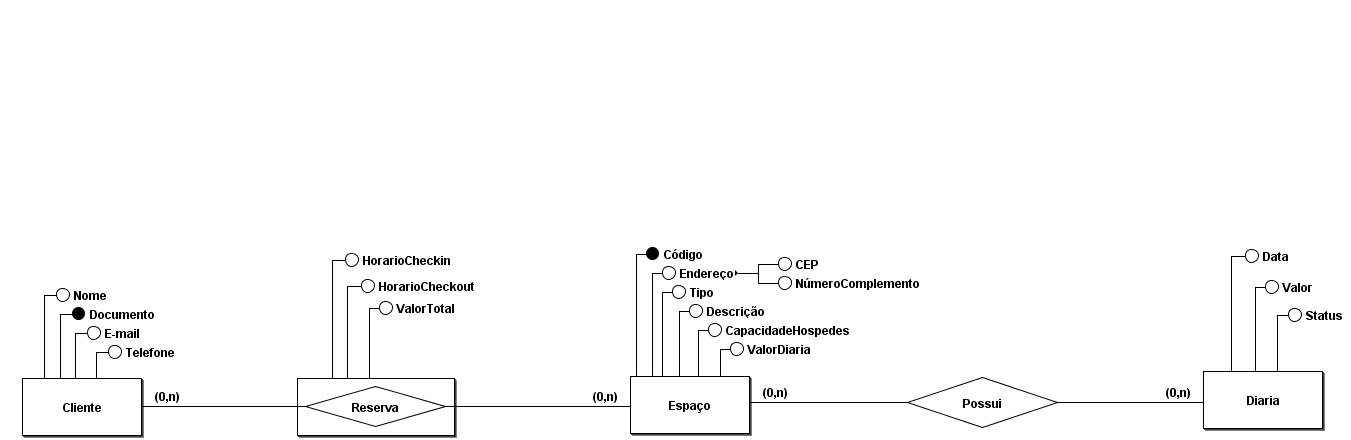 Nome
Documento
E-mail
Telefone
Cliente
(0,n)
HorarioCheckin
HorarioCheckout
ValorTotal
Reserva
(0,n)
Código
Endereço
CEP
NúmeroComplemento
Tipo
Descrição
CapacidadeHospedes
ValorDiaria
Espaço
(0,n)
Possui
(0,n)
Data
Valor
Status
Diaria